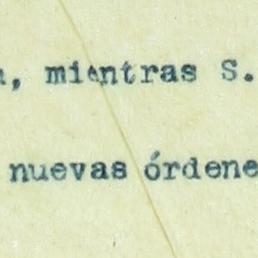 , mientras S.
nuevas órdene